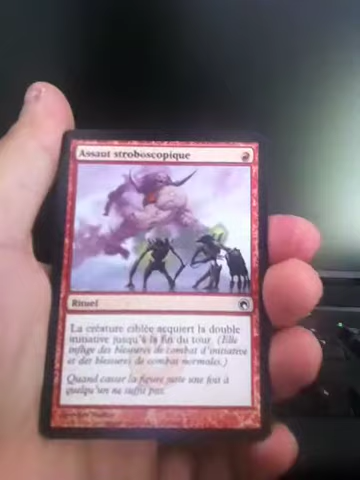 Assaut stroboscopique
Rituel
La créature ciblée acquiert la double
initiative jusqu'à la fin du tour. (Elle
inflige des blessures de combat d'initiative
et des blessures de combat normales.)
Quand casser la figure juste une fois à
quelqu'un ne suffit pas.